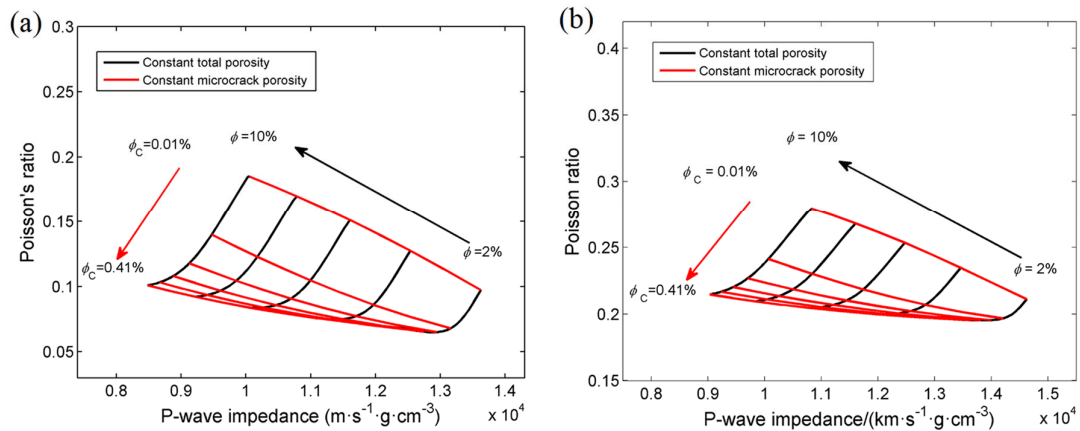 (a)
0.3
0.25
0.2
0.15
0.1
0.05
Poisson's ratio
Constant total porosity
Constant microcrack porosity
ϕC=0.01%
ϕ=10%
ϕC=0.41%
ϕ=2%
0.8 0.9 1 1.1 1.2 1.3 1.4
x 10⁴
P-wave impedance (m·s⁻¹·g·cm⁻³)
(b)
0.4
0.35
0.3
0.25
0.2
0.15
Poisson ratio
Constant total porosity
Constant microcrack porosity
ϕ=10%
ϕC = 0.01%
ϕC=0.41%
ϕ= 2%
0.8 0.9 1 1.1 1.2 1.3 1.4 1.5
x 10⁴
P-wave impedance/(km·s⁻¹·g·cm⁻³)